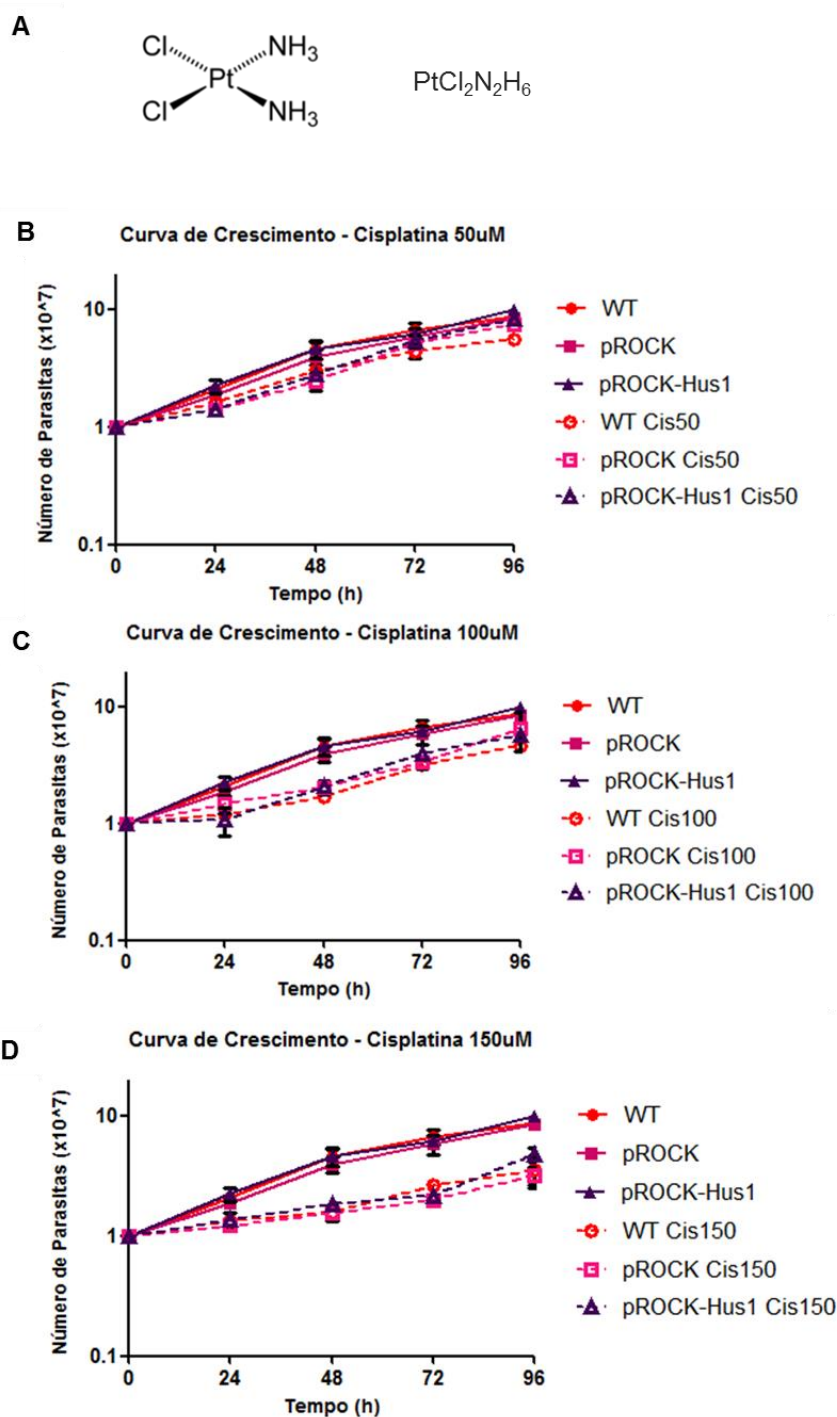 A
Cl NH3
Pt PtCl2N2H6
Cl NH3
B
Curva de Crescimento - Cisplatina 50uM
Número de Parasitas (x10^7)
10
1
0.1
0 24 48 72 96
Tempo (h)
WT
pROCK
pROCK-Hus1
WT Cis50
pROCK Cis50
pROCK-Hus1 Cis50
C
Curva de Crescimento - Cisplatina 100uM
Número de Parasitas (x10^7)
10
1
0.1
0 24 48 72 96
Tempo (h)
WT
pROCK
pROCK-Hus1
WT Cis100
pROCK Cis100
pROCK-Hus1 Cis100
D
Curva de Crescimento - Cisplatina 150uM
Número de Parasitas (x10^7)
10
1
0.1
0 24 48 72 96
Tempo (h)
WT
pROCK
pROCK-Hus1
WT Cis150
pROCK Cis150
pROCK-Hus1 Cis150